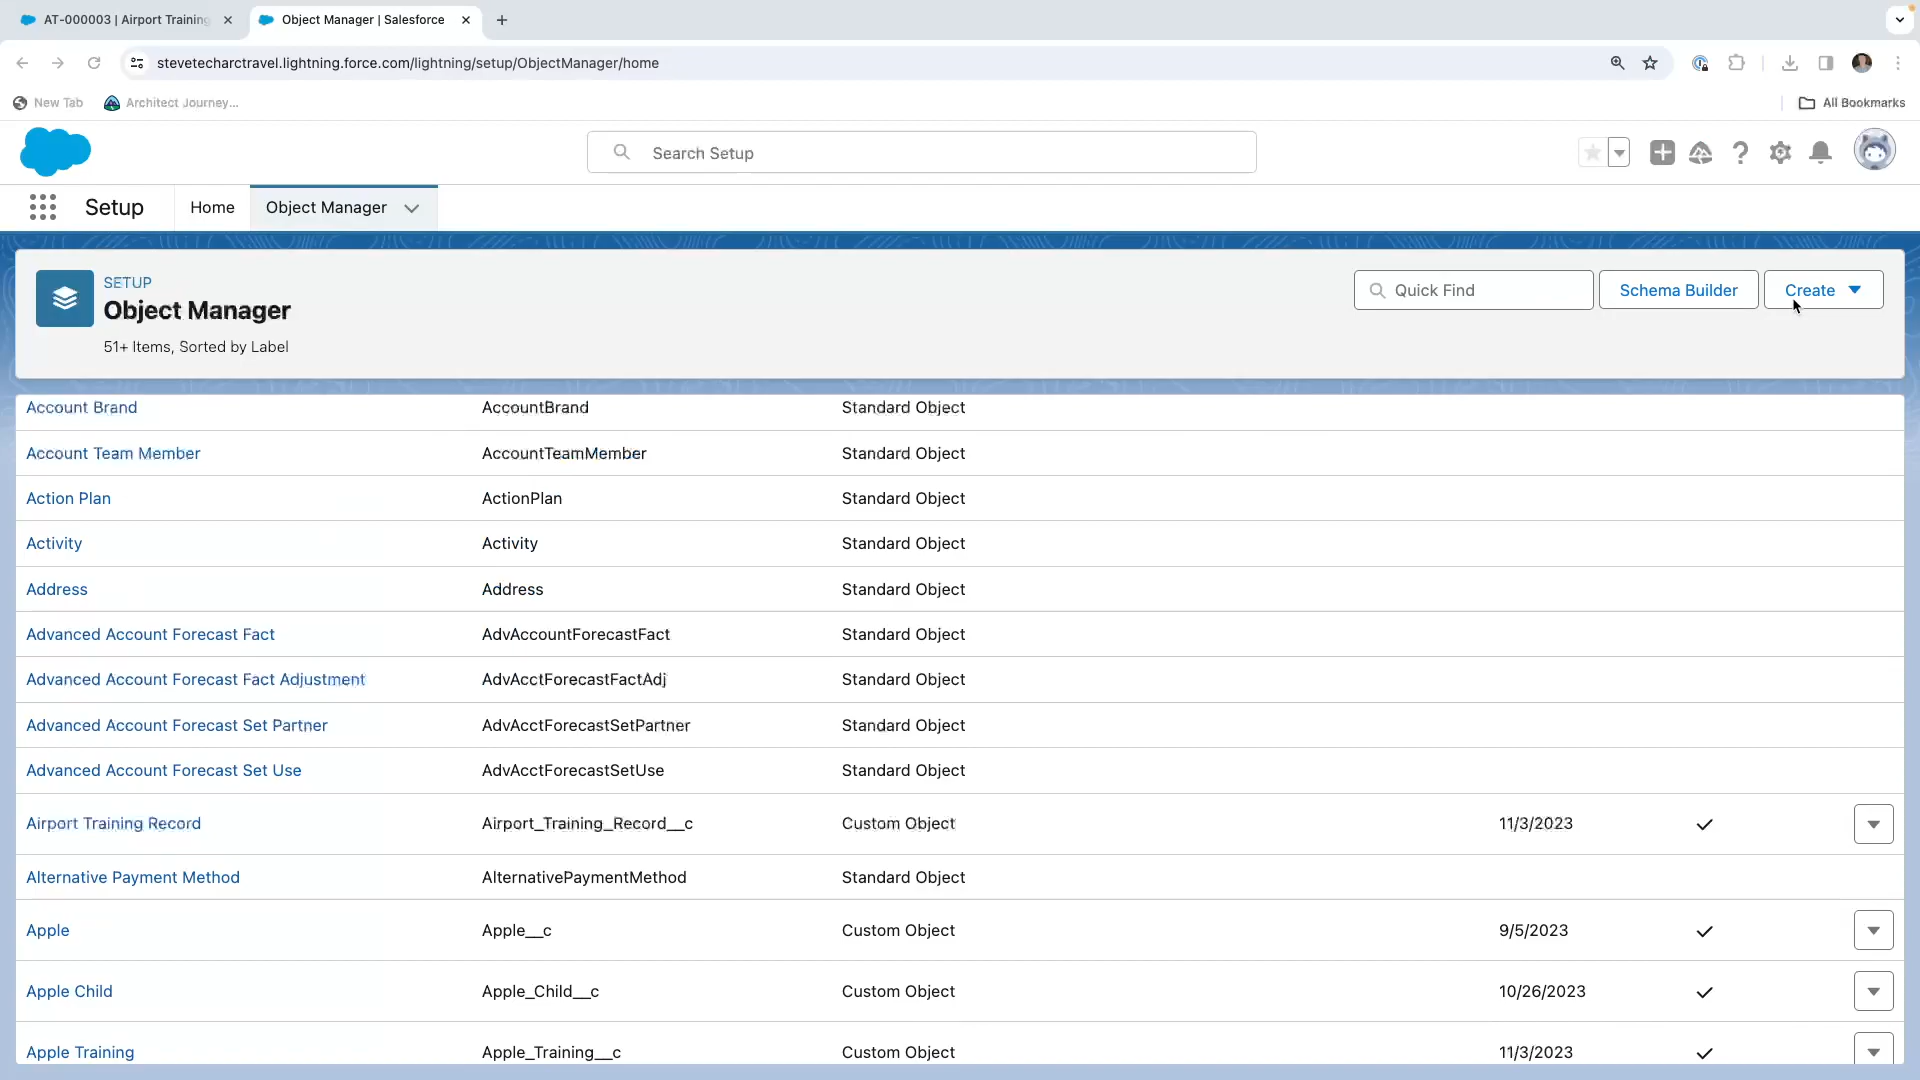 AT-000003 | Airport Training
Object Manager | Salesforce
stevetecharctravel.lightning.force.com/lightning/setup/ObjectManager/home
New Tab
Architect Journey...
All Bookmarks
Search Setup
Setup
Home
Object Manager
SETUP
Object Manager
51+ Items, Sorted by Label
Quick Find
Schema Builder
Create
Account Brand AccountBrand Standard Object
Account Team Member AccountTeamMember Standard Object
Action Plan ActionPlan Standard Object
Activity Activity Standard Object
Address Address Standard Object
Advanced Account Forecast Fact AdvAccountForecastFact Standard Object
Advanced Account Forecast Fact Adjustment AdvAcctForecastFactAdj Standard Object
Advanced Account Forecast Set Partner AdvAcctForecastSetPartner Standard Object
Advanced Account Forecast Set Use AdvAcctForecastSetUse Standard Object
Airport Training Record Airport_Training_Record__c Custom Object 11/3/2023
Alternative Payment Method AlternativePaymentMethod Standard Object
Apple Apple__c Custom Object 9/5/2023
Apple Child Apple_Child__c Custom Object 10/26/2023
Apple Training Apple_Training__c Custom Object 11/3/2023